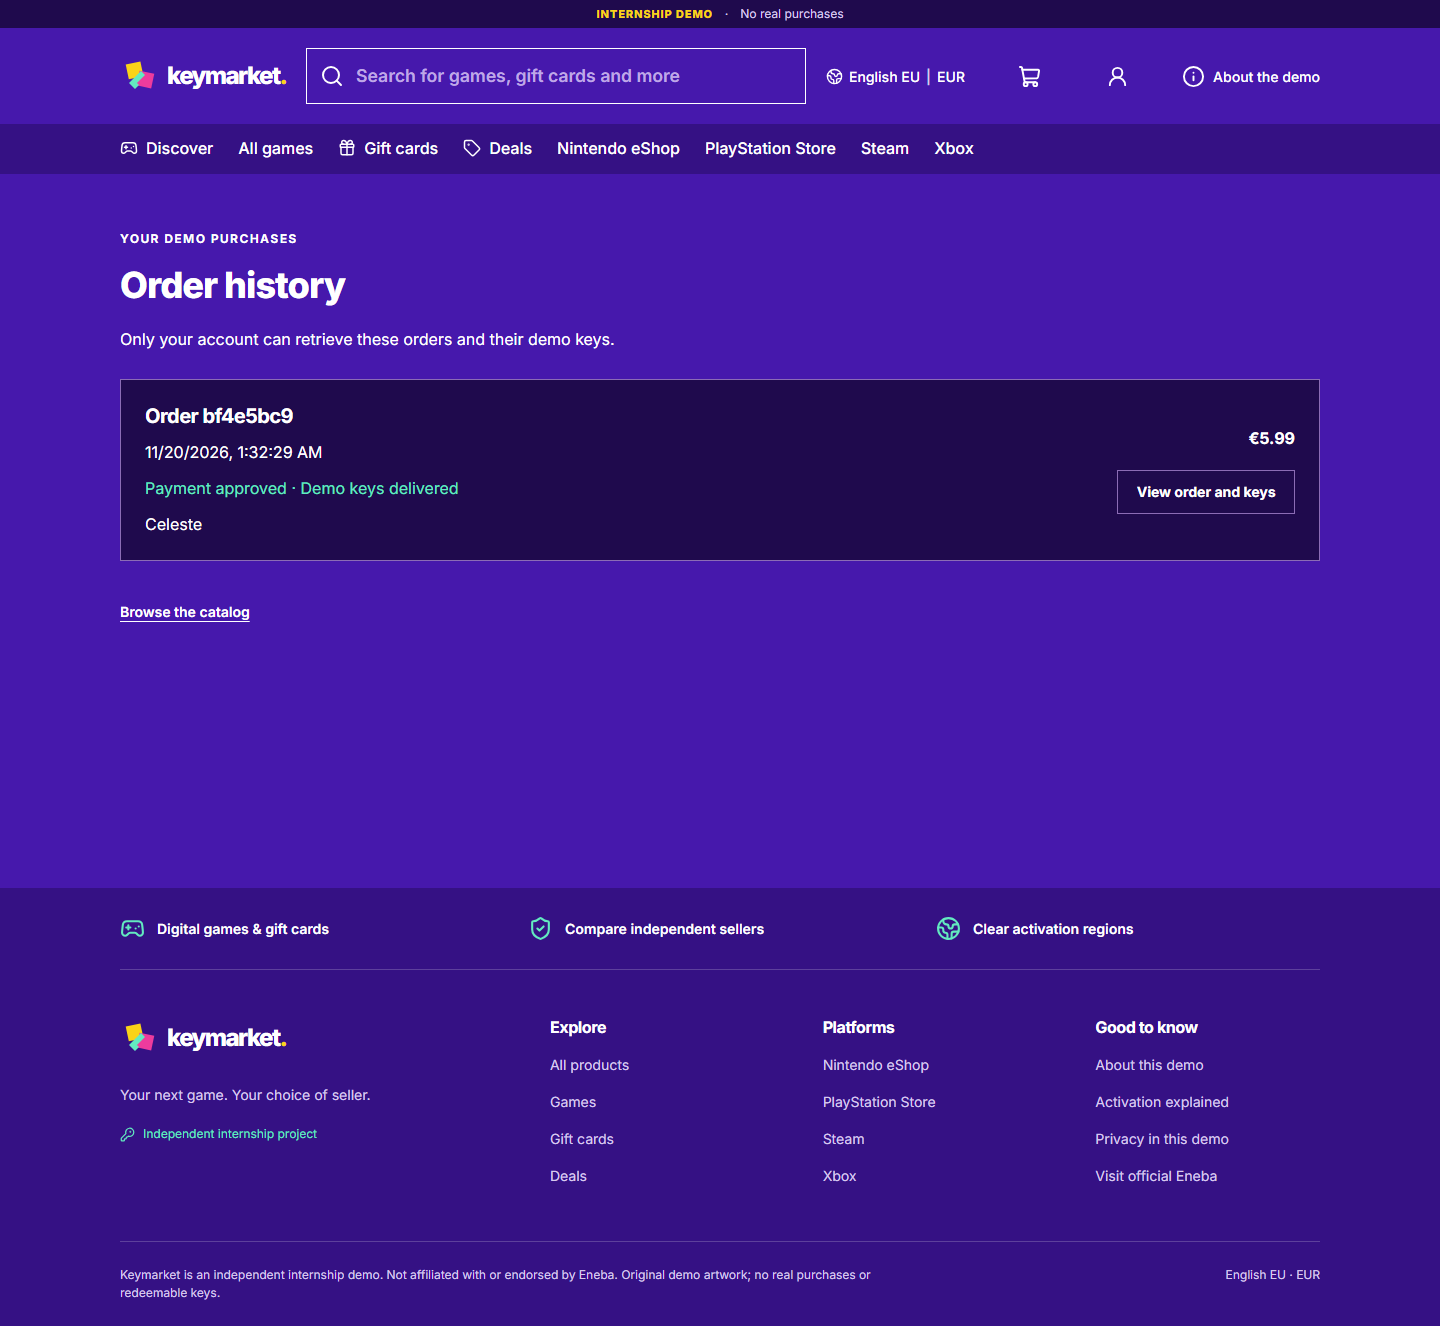 INTERNSHIP DEMO · No real purchases
keymarket.
Search for games, gift cards and more
English EU | EUR
About the demo
Discover
All games
Gift cards
Deals
Nintendo eShop
PlayStation Store
Steam
Xbox
YOUR DEMO PURCHASES
Order history
Only your account can retrieve these orders and their demo keys.
Order bf4e5bc9
11/20/2026, 1:32:29 AM
Payment approved · Demo keys delivered
Celeste
€5.99
View order and keys
Browse the catalog
Digital games & gift cards
Compare independent sellers
Clear activation regions
keymarket.
Your next game. Your choice of seller.
Independent internship project
Explore
All products
Games
Gift cards
Deals
Platforms
Nintendo eShop
PlayStation Store
Steam
Xbox
Good to know
About this demo
Activation explained
Privacy in this demo
Visit official Eneba
Keymarket is an independent internship demo. Not affiliated with or endorsed by Eneba. Original demo artwork; no real purchases or
redeemable keys.
English EU · EUR